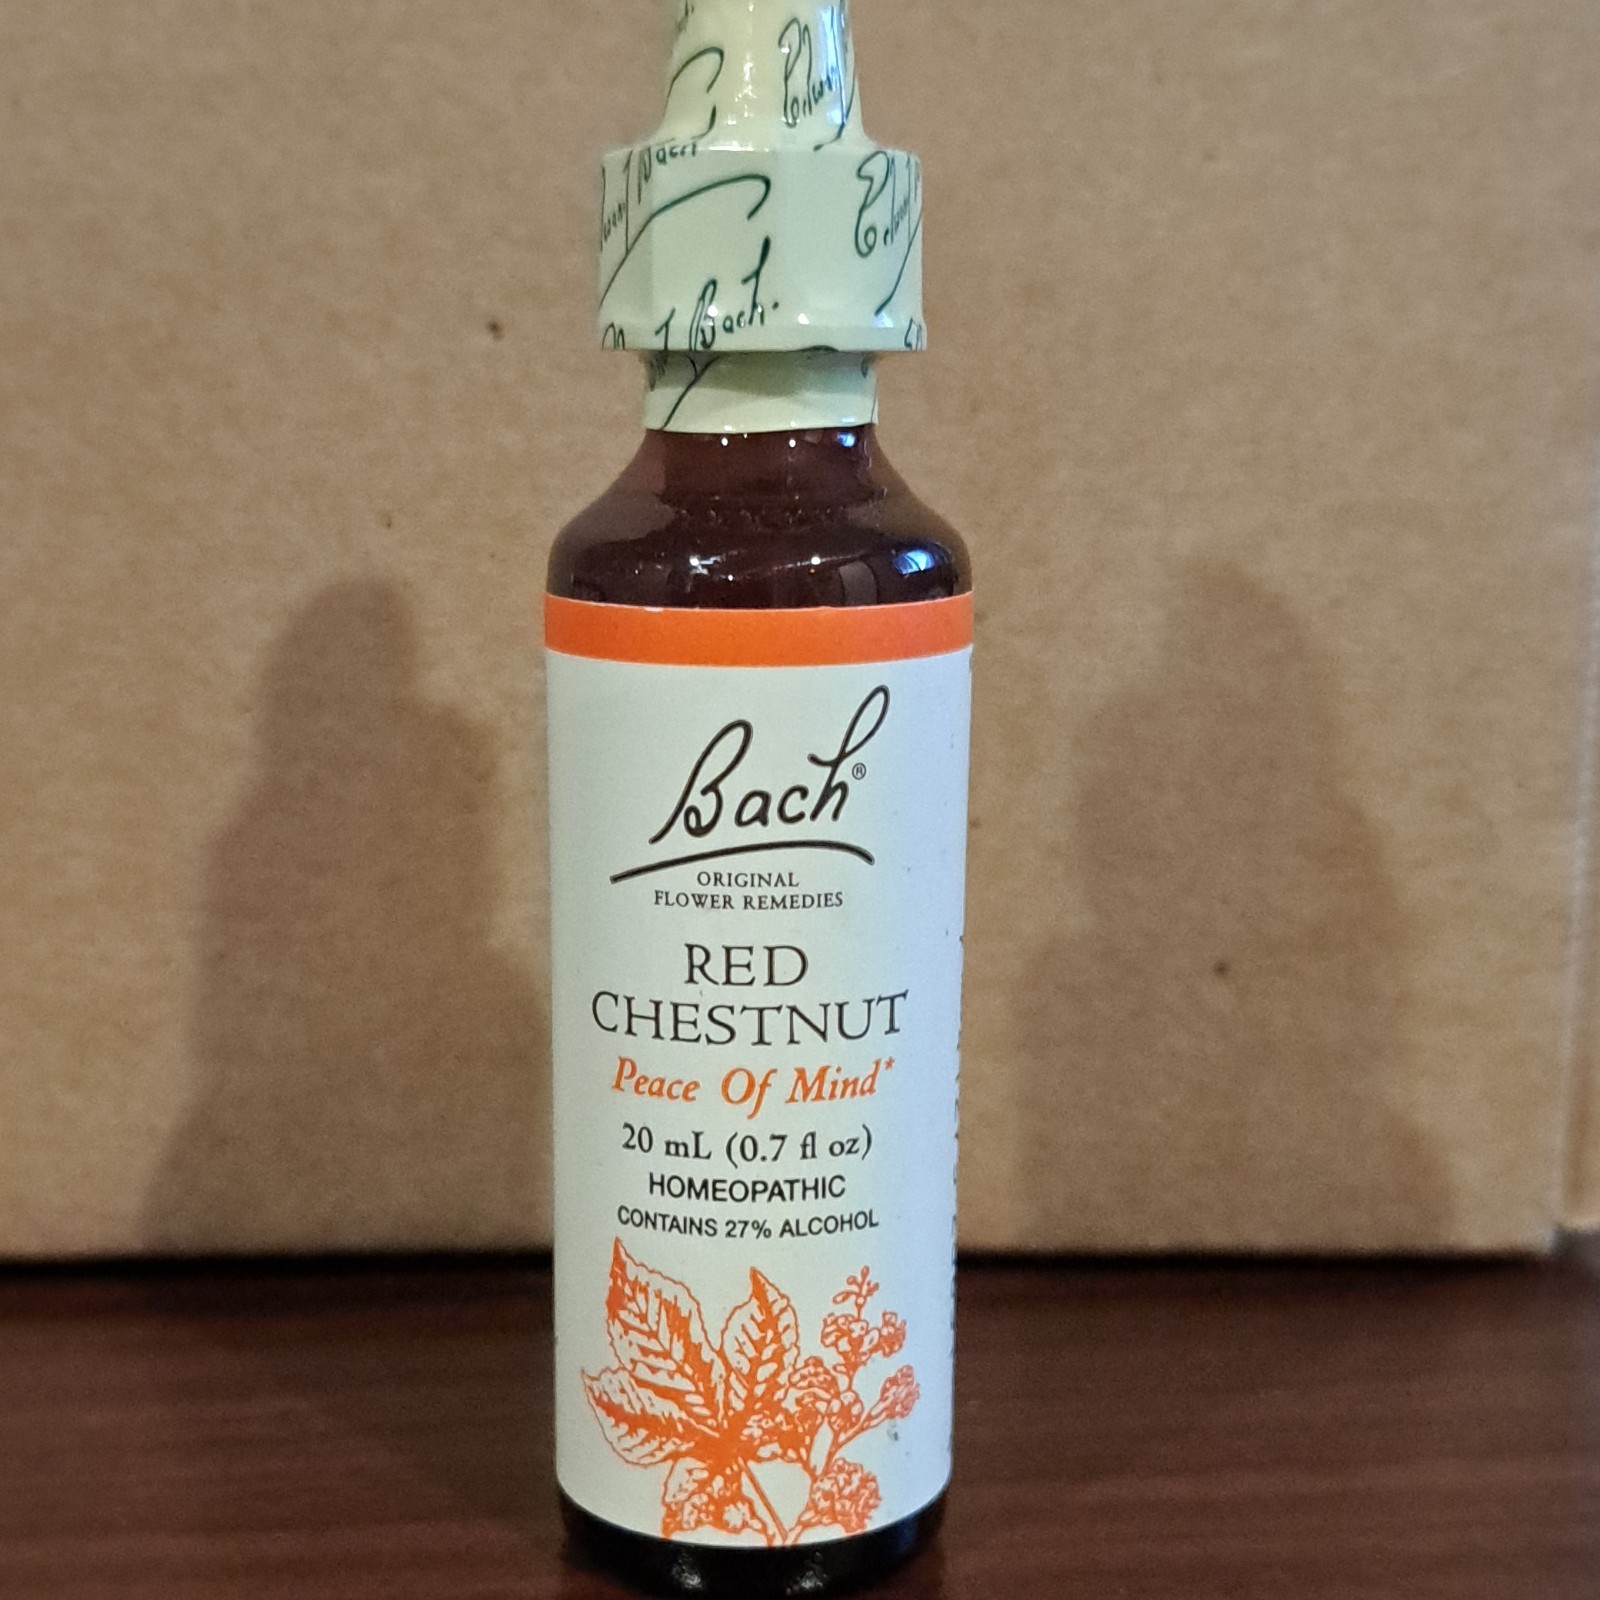 Bach.
Bach®
ORIGINAL
FLOWER REMEDIES
RED
CHESTNUT
Peace Of Mind*
20 mL (0.7 fl oz)
HOMEOPATHIC
CONTAINS 27% ALCOHOL